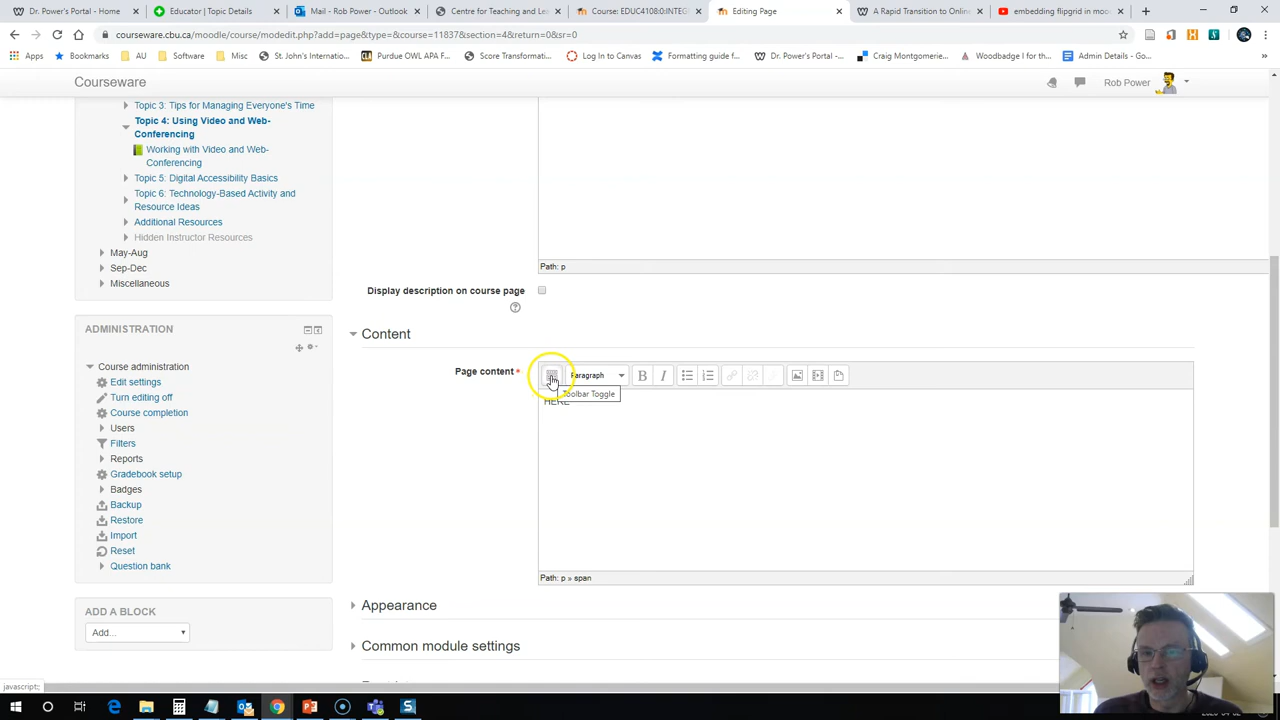 Dr. Power's Portal - Home
Educator | Topic Details
Mail - Rob Power - Outlook
Centre for Teaching and Le
Course: EDUC4108:0:INTEG
Editing Page
A Rapid Transition to Online
embedding flipgrid in moo
courseware.cbu.ca/moodle/course/modedit.php?add=page&type=&course=11837&section=4&return=0&sr=0
Apps
Bookmarks
AU
Subjects
Misc
St. John's Internatio...
Purdue OWL APA F...
Score Transformatio...
Log In to Canvas
Formatting guide f...
Dr. Power's Portal -...
Craig Montgomerie...
Woodbadge I for th...
Admin Details - Go...
»
Courseware
Rob Power
Topic 3: Tips for Managing Everyone's Time
Topic 4: Using Video and Web-
Conferencing
Working with Video and Web-
Conferencing
Topic 5: Digital Accessibility Basics
Topic 6: Technology-Based Activity and
Resource Ideas
Additional Resources
Hidden Instructor Resources
May-Aug
Sep-Dec
Miscellaneous
ADMINISTRATION
Course administration
Edit settings
Turn editing off
Course completion
Users
Filters
Reports
Gradebook setup
Badges
Backup
Restore
Import
Reset
Question bank
ADD A BLOCK
Add...
Path: p
Display description on course page
Content
Page content *
Paragraph
B I
Toolbar Toggle
HERE
Path: p » span
Appearance
Common module settings
javascript:;